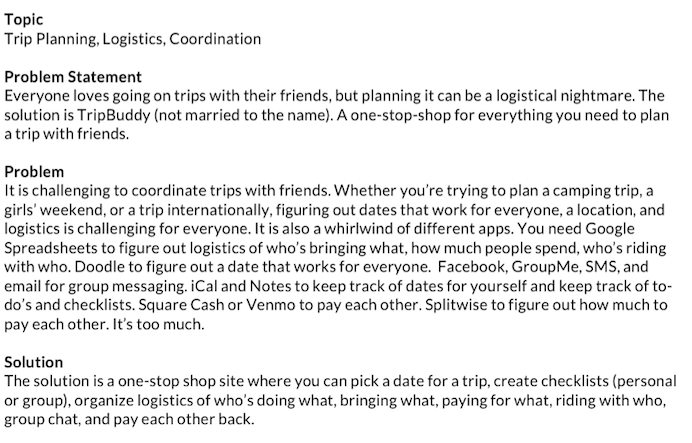 Topic
Trip Planning, Logistics, Coordination
Problem Statement
Everyone loves going on trips with their friends, but planning it can be a logistical nightmare. The
solution is TripBuddy (not married to the name). A one-stop-shop for everything you need to plan
a trip with friends.
Problem
It is challenging to coordinate trips with friends. Whether you're trying to plan a camping trip, a
girls' weekend, or a trip internationally, figuring out dates that work for everyone, a location, and
logistics is challenging for everyone. It is also a whirlwind of different apps. You need Google
Spreadsheets to figure out logistics of who's bringing what, how much people spend, who's riding
with who. Doodle to figure out a date that works for everyone.  Facebook, GroupMe, SMS, and
email for group messaging. iCal and Notes to keep track of dates for yourself and keep track of to-
do's and checklists. Square Cash or Venmo to pay each other. Splitwise to figure out how much to
pay each other. It's too much.
Solution
The solution is a one-stop shop site where you can pick a date for a trip, create checklists (personal
or group), organize logistics of who's doing what, bringing what, paying for what, riding with who,
group chat, and pay each other back.